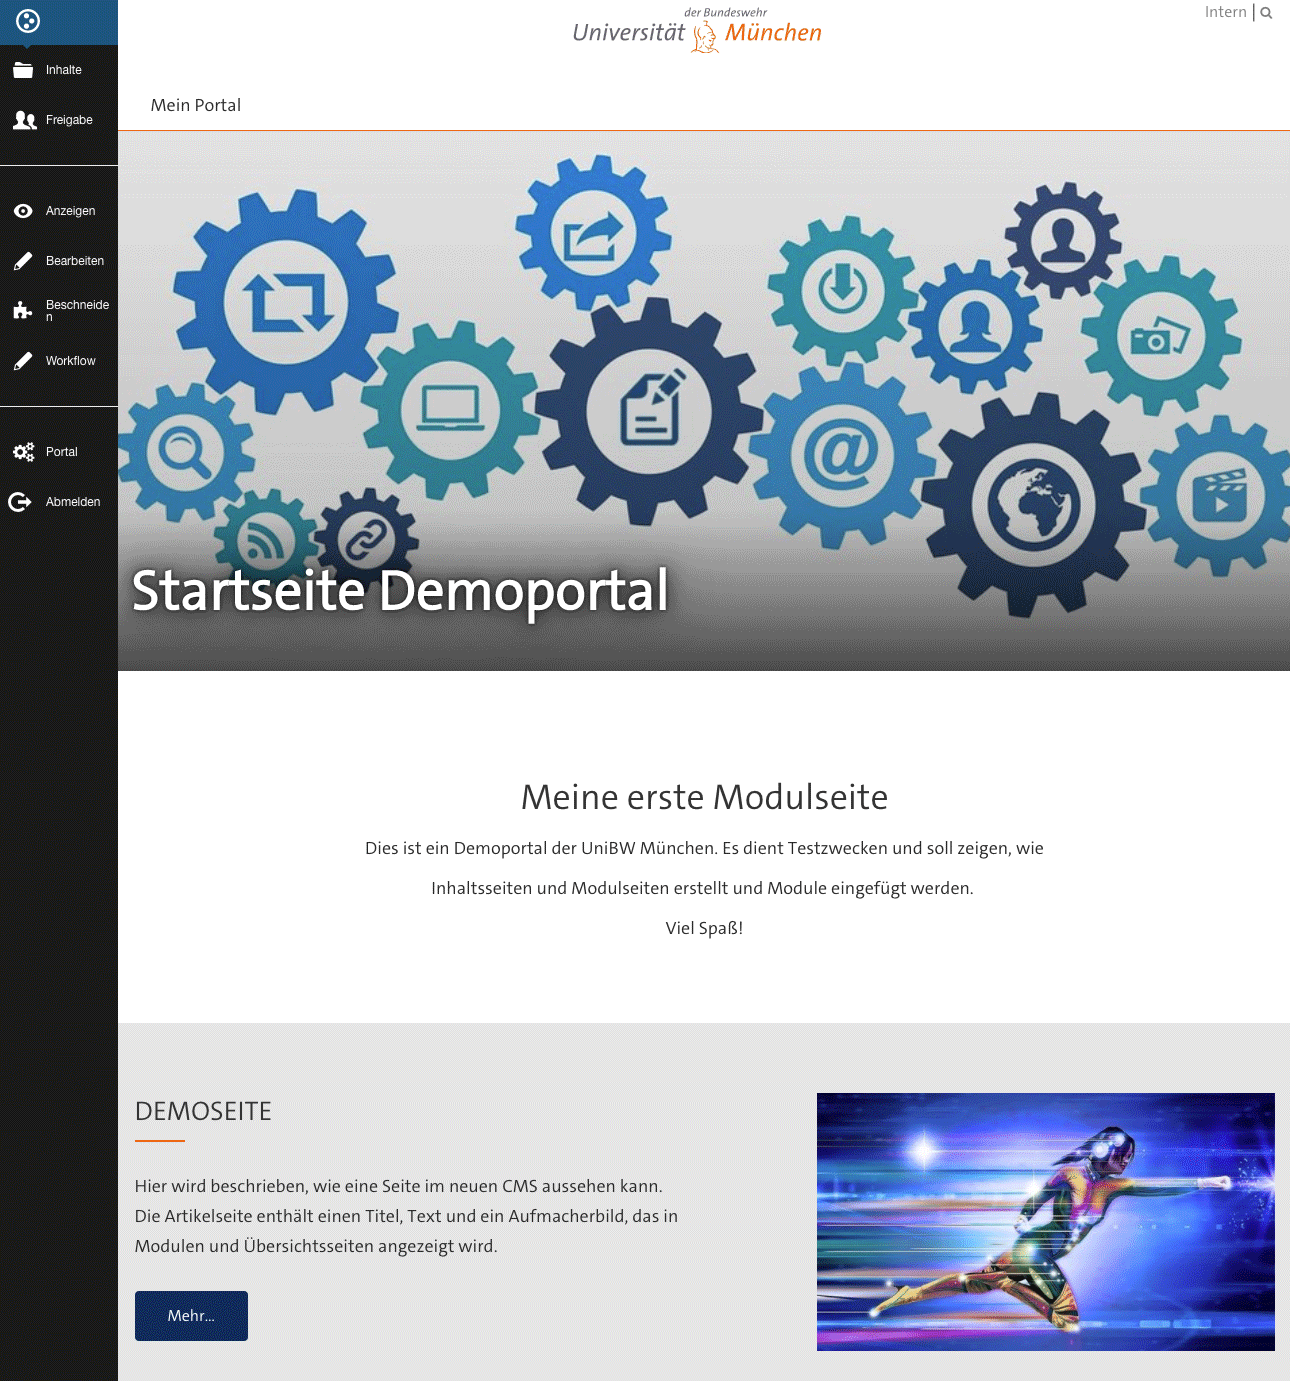 Inhalte
Freigabe
Anzeigen
Bearbeiten
Beschneide
n
Workflow
Portal
Abmelden
der Bundeswehr
Universität München
Intern |
Mein Portal
@
Startseite Demoportal
Meine erste Modulseite
Dies ist ein Demoportal der UniBW München. Es dient Testzwecken und soll zeigen, wie
Inhaltsseiten und Modulseiten erstellt und Module eingefügt werden.
Viel Spaß!
DEMOSEITE
Hier wird beschrieben, wie eine Seite im neuen CMS aussehen kann.
Die Artikelseite enthält einen Titel, Text und ein Aufmacherbild, das in
Modulen und Übersichtsseiten angezeigt wird.
Mehr...